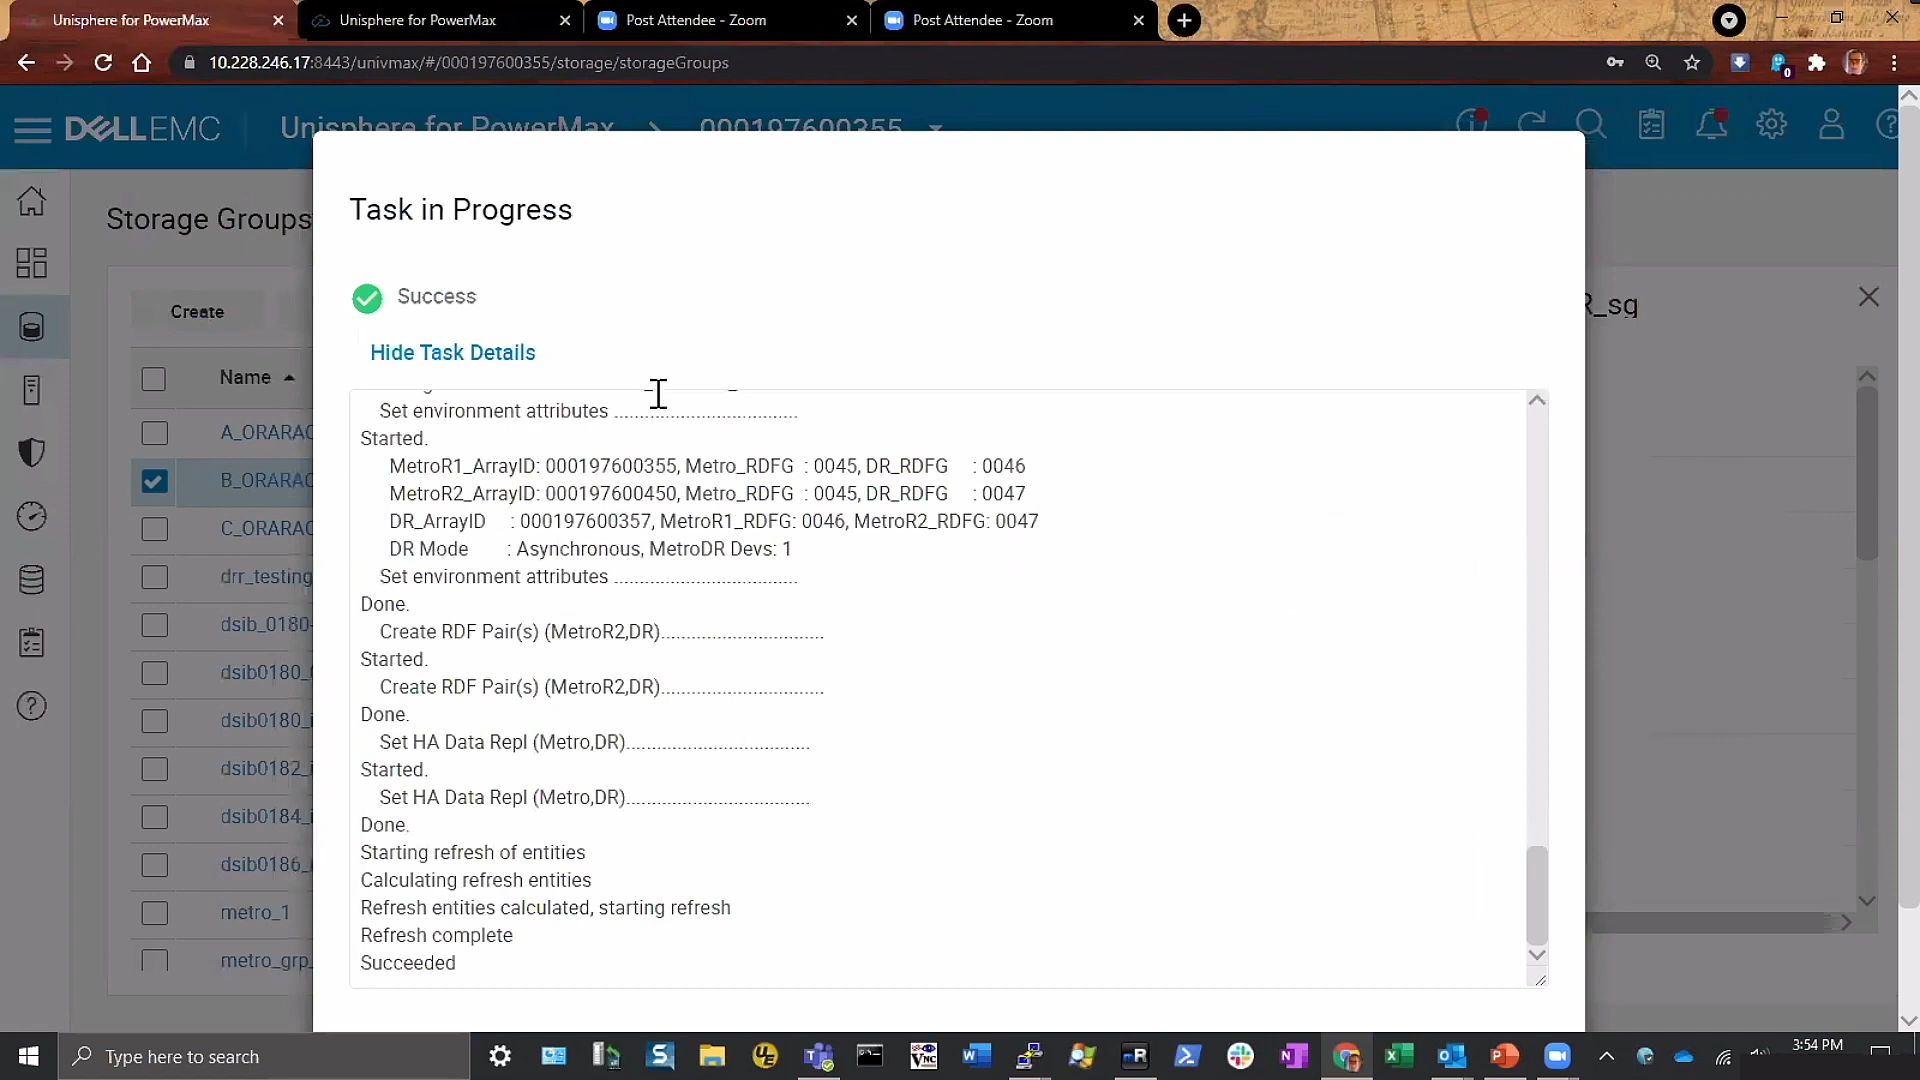 Unisphere for PowerMax
Unisphere for PowerMax
Post Attendee - Zoom
Post Attendee - Zoom
10.228.246.17:8443/univmax/#/000197600355/storage/storageGroups
0
DELLEMC
Unisphere for PowerMax
000197600355
Storage Groups
R_sg
Create
Name
A_ORARAC
B_ORARAC
C_ORARAC
drr_testing
dsib_0180-
dsib0180_
dsib0180_i
dsib0182_i
dsib0184_i
dsib0186_
metro_1
metro_grp_
Task in Progress
Success
Hide Task Details
Set environment attributes ...................................
Started.
MetroR1_ArrayID: 000197600355, Metro_RDFG : 0045, DR_RDFG : 0046
MetroR2_ArrayID: 000197600450, Metro_RDFG : 0045, DR_RDFG : 0047
DR_ArrayID : 000197600357, MetroR1_RDFG: 0046, MetroR2_RDFG: 0047
DR Mode : Asynchronous, MetroDR Devs: 1
Set environment attributes ...................................
Done.
Create RDF Pair(s) (MetroR2,DR)...............................
Started.
Create RDF Pair(s) (MetroR2,DR)...............................
Done.
Set HA Data Repl (Metro,DR)...................................
Started.
Set HA Data Repl (Metro,DR)...................................
Done.
Starting refresh of entities
Calculating refresh entities
Refresh entities calculated, starting refresh
Refresh complete
Succeeded
Type here to search
3:54 PM